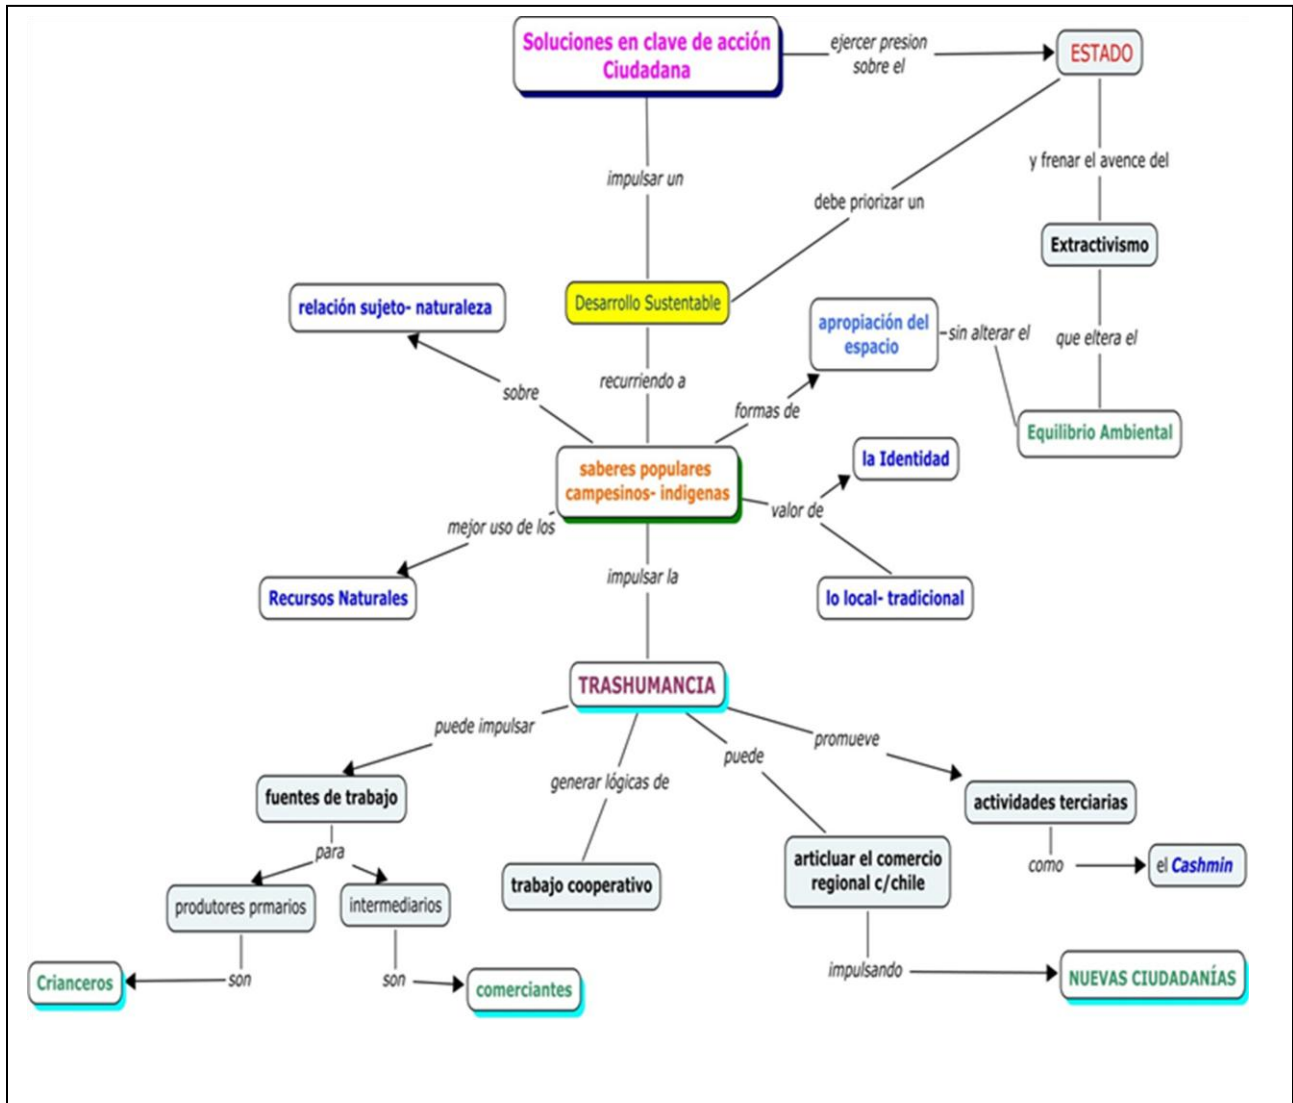 Soluciones en clave de acción
Ciudadana
ejercer presion
sobre el
ESTADO
y frenar el avence del
impulsar un
debe priorizar un
Extractivismo
relación sujeto- naturaleza
Desarrollo Sustentable
apropiación del
espacio
sin alterar el
que eltera el
recurriendo a
sobre
formas de
Equilibrio Ambiental
la Identidad
saberes populares
campesinos- indigenas
valor de
mejor uso de los
impulsar la
Recursos Naturales
lo local- tradicional
TRASHUMANCIA
puede impulsar
generar lógicas de
puede
promueve
fuentes de trabajo
actividades terciarias
para
trabajo cooperativo
articluar el comercio
regional c/chile
como
el Cashmin
produtores prmarios
intermediarios
son
son
impulsando
Crianceros
comerciantes
NUEVAS CIUDADANÍAS